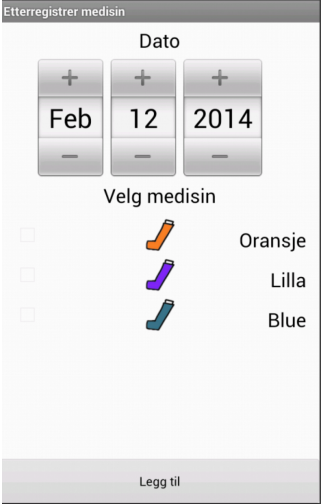 Etterregistrer medisin
Dato
+ + +
Feb 12 2014
− − −
Velg medisin
Oransje
Lilla
Blue
Legg til